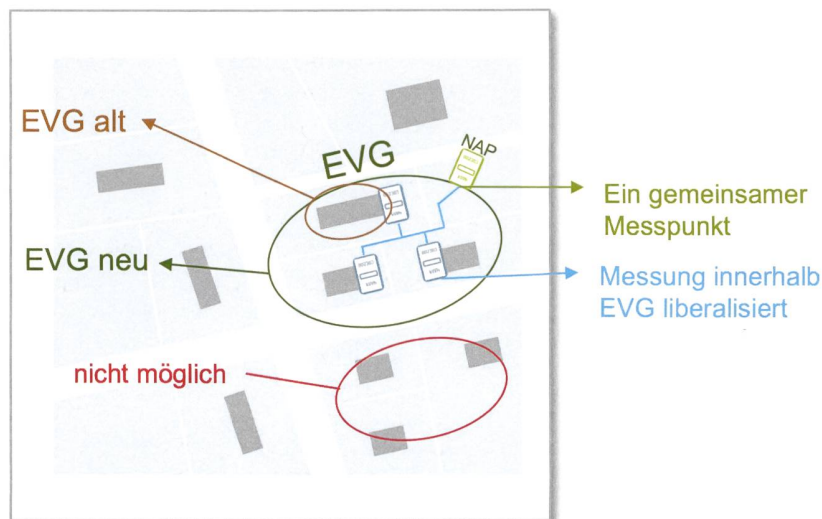 EVG alt
EVG
NAP
EVG neu
Ein gemeinsamer
Messpunkt
Messung innerhalb
EVG liberalisiert
nicht möglich